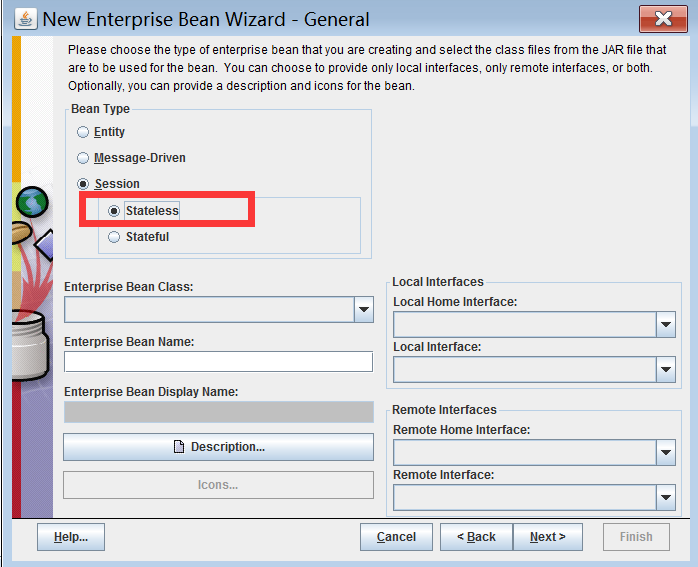 New Enterprise Bean Wizard - General
Please choose the type of enterprise bean that you are creating and select the class files from the JAR file that
are to be used for the bean.  You can choose to provide only local interfaces, only remote interfaces, or both.
Optionally, you can provide a description and icons for the bean.
Bean Type
Entity
Message-Driven
Session
Stateless
Stateful
Enterprise Bean Class:
Enterprise Bean Name:
Enterprise Bean Display Name:
Description...
Icons...
Local Interfaces
Local Home Interface:
Local Interface:
Remote Interfaces
Remote Home Interface:
Remote Interface:
Help...
Cancel
< Back
Next >
Finish